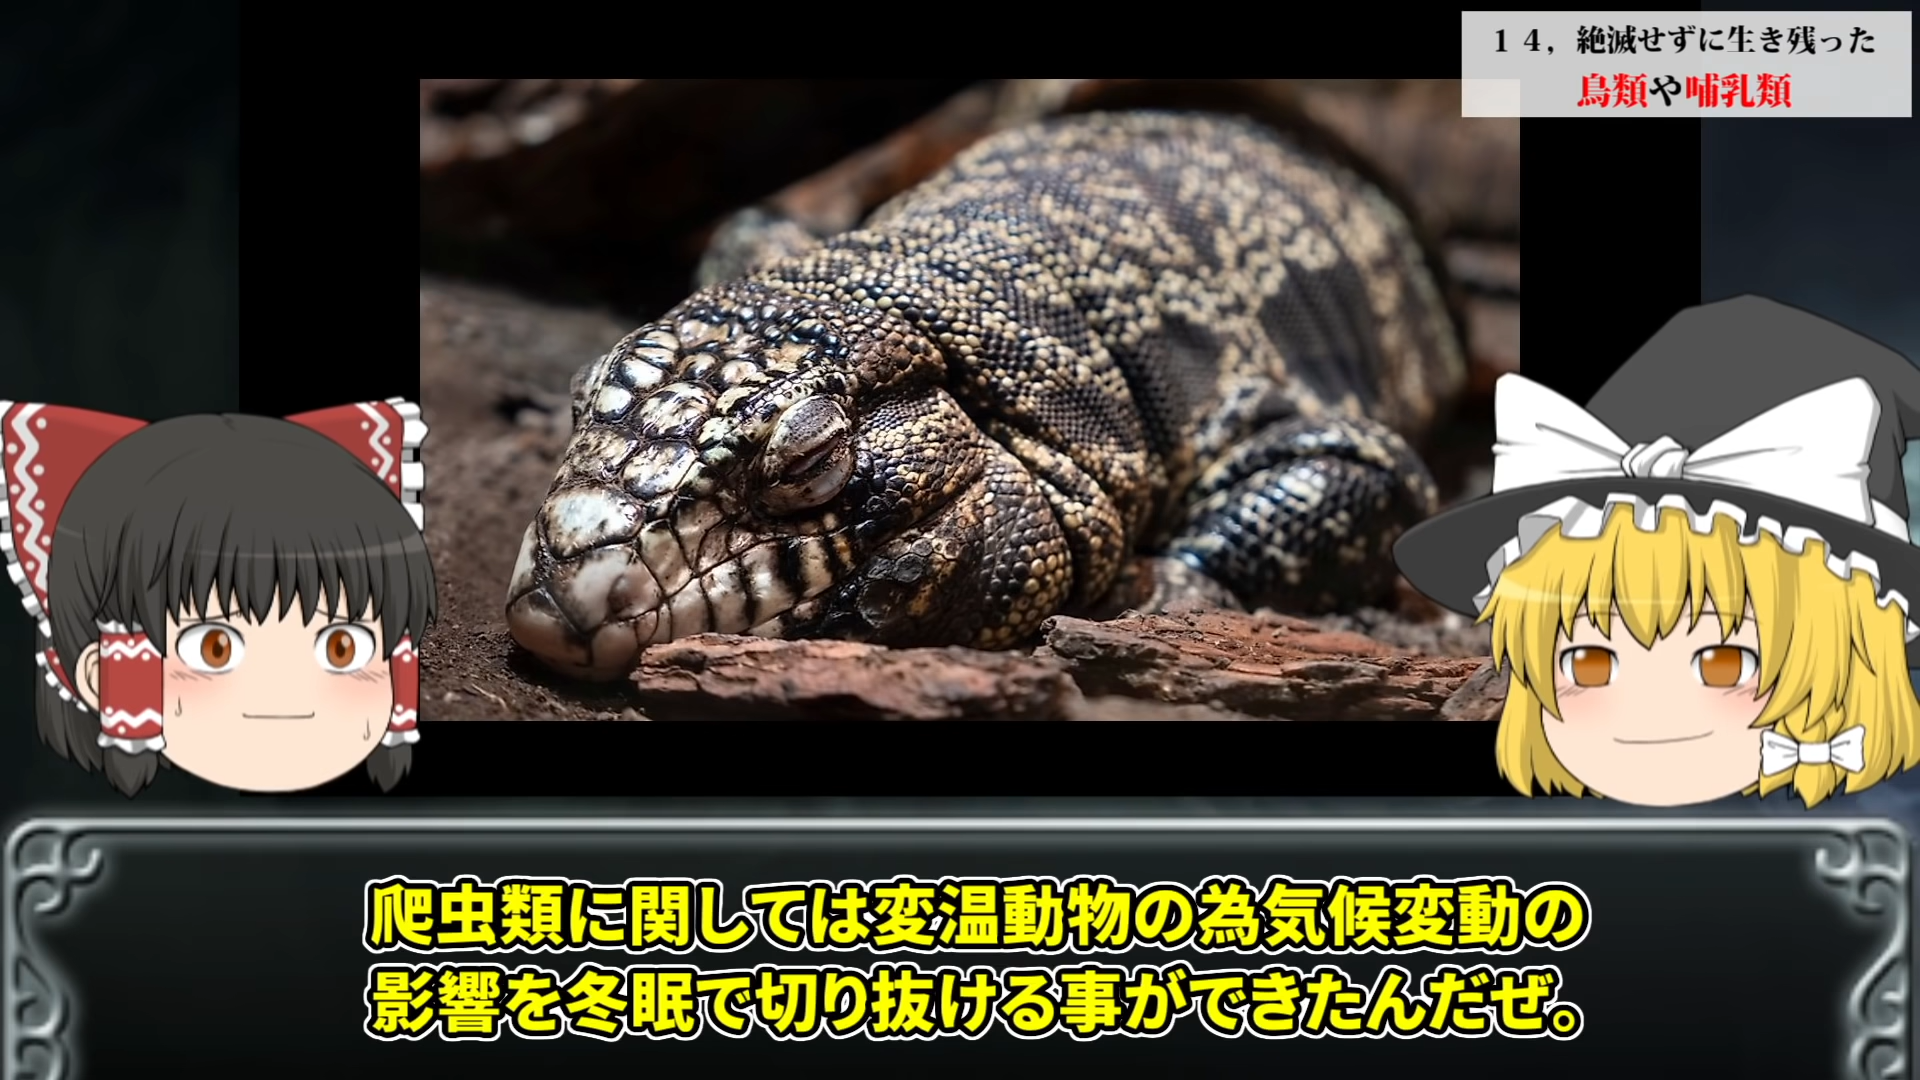 １４，絶滅せずに生き残った
鳥類や哺乳類
爬虫類に関しては変温動物の為気候変動の
影響を冬眠で切り抜ける事ができたんだぜ。